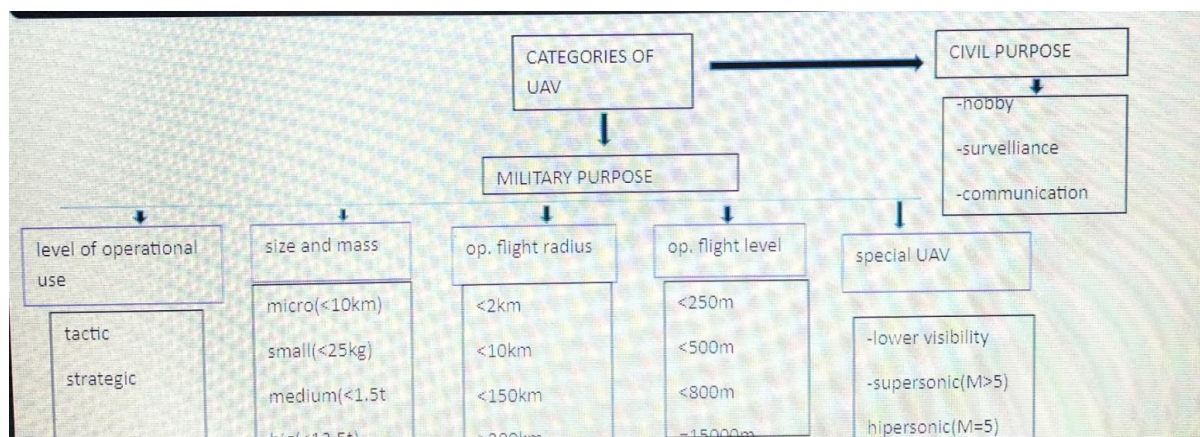 CATEGORIES OF
UAV
CIVIL PURPOSE
-hobby
-survelliance
-communication
MILITARY PURPOSE
level of operational
use
tactic
strategic
size and mass
micro(<10km)
small(<25kg)
medium(<1.5t
op. flight radius
<2km
<10km
<150km
op. flight level
<250m
<500m
<800m
special UAV
-lower visibility
-supersonic(M>5)
hipersonic(M=5)